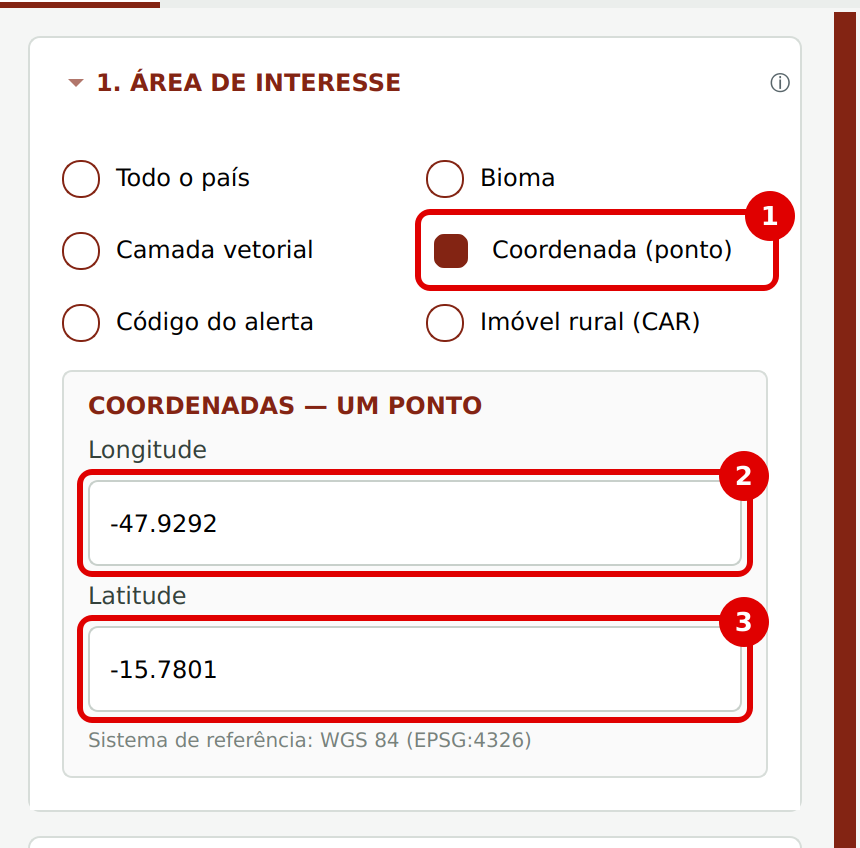 1. ÁREA DE INTERESSE ⓘ
Todo o país
Bioma
1
Camada vetorial
Coordenada (ponto)
Código do alerta
Imóvel rural (CAR)
COORDENADAS — UM PONTO
Longitude
2
-47.9292
Latitude
3
-15.7801
Sistema de referência: WGS 84 (EPSG:4326)